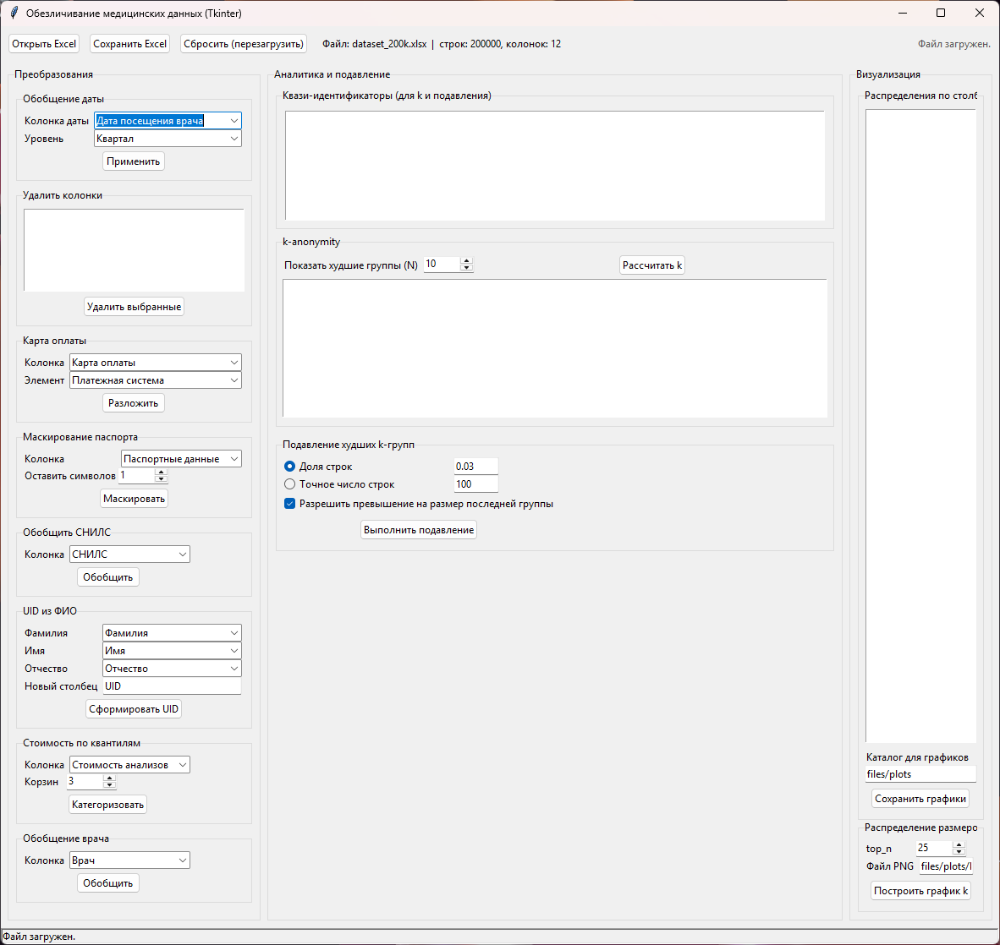 Обезличивание медицинских данных (Tkinter)
Открыть Excel Сохранить Excel Сбросить (перезагрузить) Файл: dataset_200k.xlsx | строк: 200000, колонок: 12 Файл загружен.
Преобразования
Обобщение даты
Колонка даты Дата посещения врача
Уровень Квартал
Применить
Удалить колонки
Удалить выбранные
Карта оплаты
Колонка Карта оплаты
Элемент Платежная система
Разложить
Маскирование паспорта
Колонка Паспортные данные
Оставить символов 1
Маскировать
Обобщить СНИЛС
Колонка СНИЛС
Обобщить
UID из ФИО
Фамилия Фамилия
Имя Имя
Отчество Отчество
Новый столбец UID
Сформировать UID
Стоимость по квантилям
Колонка Стоимость анализов
Корзин 3
Категоризовать
Обобщение врача
Колонка Врач
Обобщить
Аналитика и подавление
Квази-идентификаторы (для k и подавления)
k-anonymity
Показать худшие группы (N) 10 Рассчитать k
Подавление худших k-групп
Доля строк 0.03
Точное число строк 100
Разрешить превышение на размер последней группы
Выполнить подавление
Визуализация
Распределения по столб
Каталог для графиков
files/plots
Сохранить графики
Распределение размеро
top_n 25
Файл PNG files/plots/
Построить график k
Файл загружен.